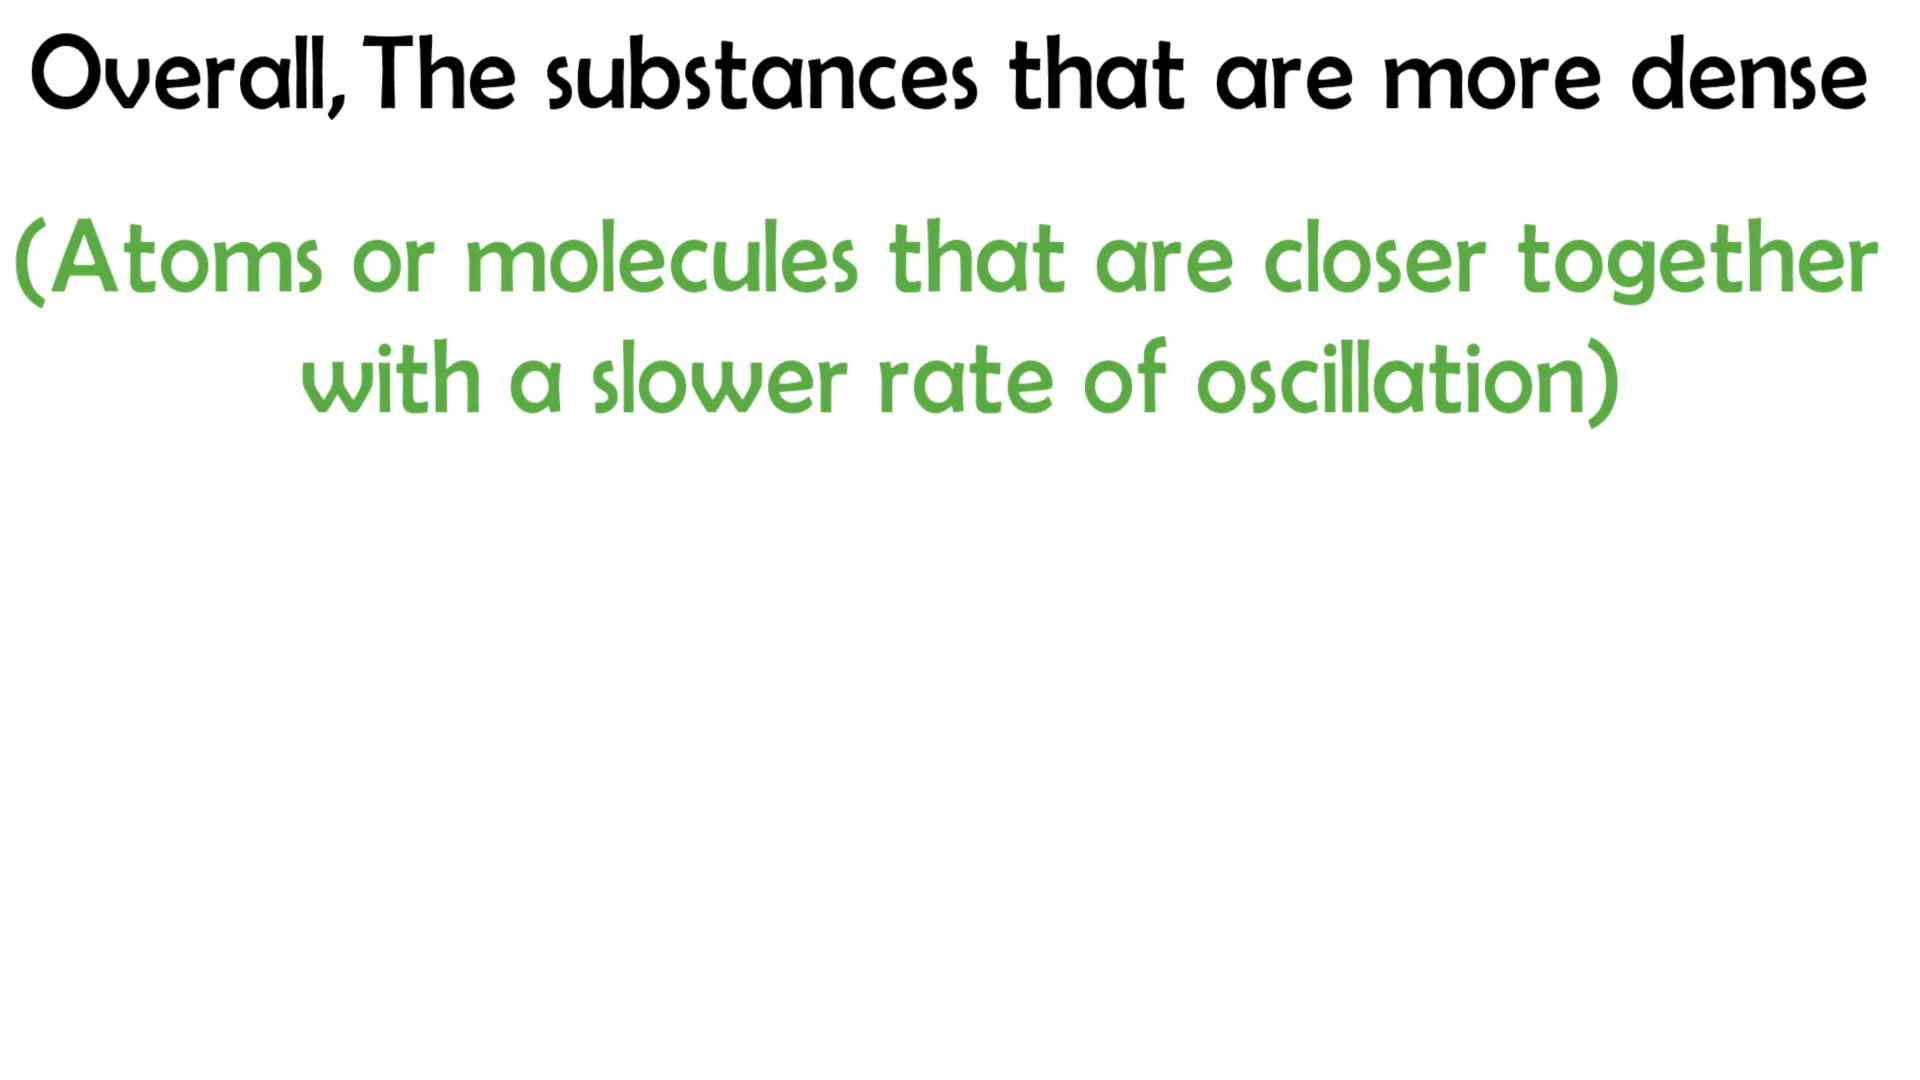 Overall, The substances that are more dense
(Atoms or molecules that are closer together
with a slower rate of oscillation)